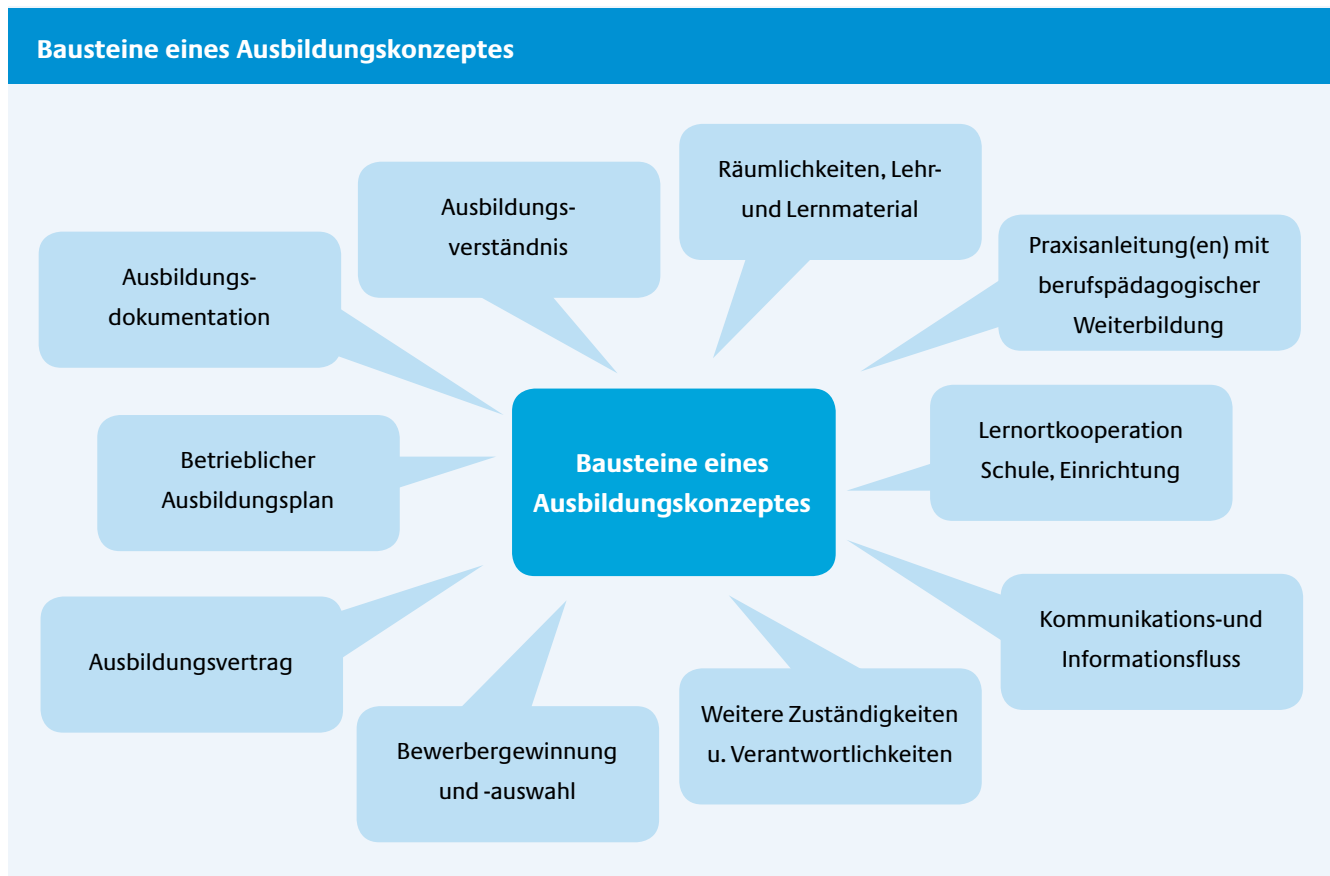 Bausteine eines Ausbildungskonzeptes
Räumlichkeiten, Lehr-
und Lernmaterial
Ausbildungs-
verständnis
Praxisanleitung(en) mit
berufspädagogischer
Weiterbildung
Ausbildungs-
dokumentation
Bausteine eines
Ausbildungskonzeptes
Lernortkooperation
Schule, Einrichtung
Betrieblicher
Ausbildungsplan
Kommunikations-und
Informationsfluss
Ausbildungsvertrag
Weitere Zuständigkeiten
u. Verantwortlichkeiten
Bewerbergewinnung
und -auswahl